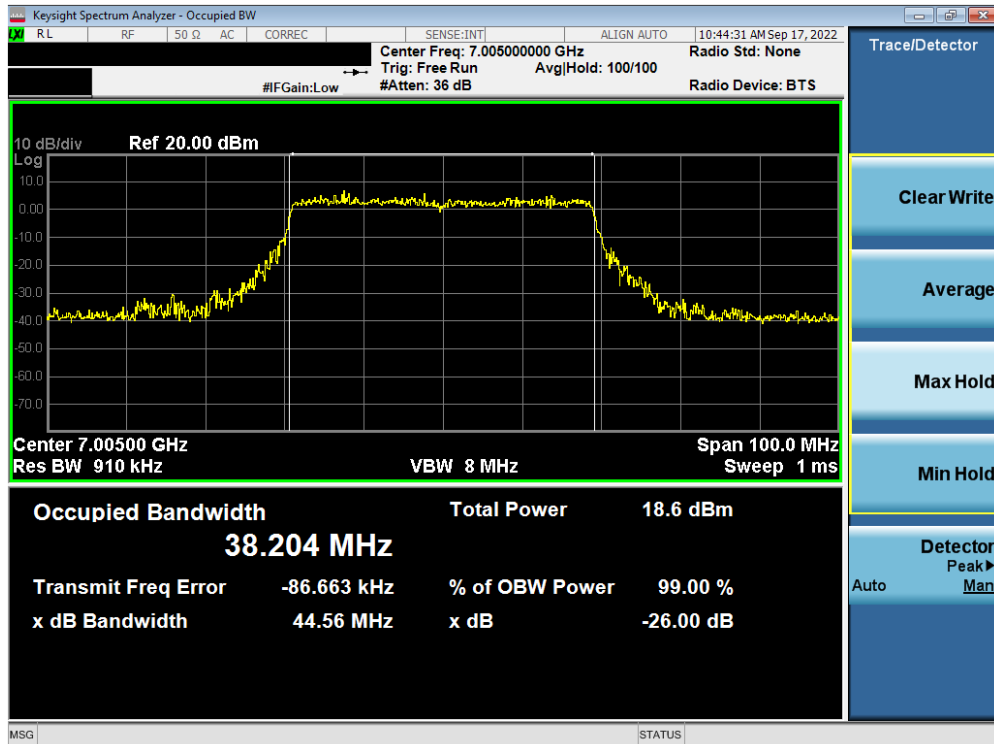 Keysight Spectrum Analyzer - Occupied BW
LXI RL RF 50 Ω AC CORREC SENSE:INT ALIGN AUTO 10:44:31 AM Sep 17, 2022
Center Freq: 7.005000000 GHz Radio Std: None
Trig: Free Run Avg|Hold: 100/100
#IFGain:Low #Atten: 36 dB Radio Device: BTS
Trace/Detector
10 dB/div Ref 20.00 dBm
Log
10.0
0.00
-10.0
-20.0
-30.0
-40.0
-50.0
-60.0
-70.0
Center 7.00500 GHz Span 100.0 MHz
Res BW 910 kHz VBW 8 MHz Sweep 1 ms
Occupied Bandwidth Total Power 18.6 dBm
38.204 MHz
Transmit Freq Error -86.663 kHz % of OBW Power 99.00 %
x dB Bandwidth 44.56 MHz x dB -26.00 dB
Clear Write
Average
Max Hold
Min Hold
Detector
Peak▶
Auto Man
MSG STATUS